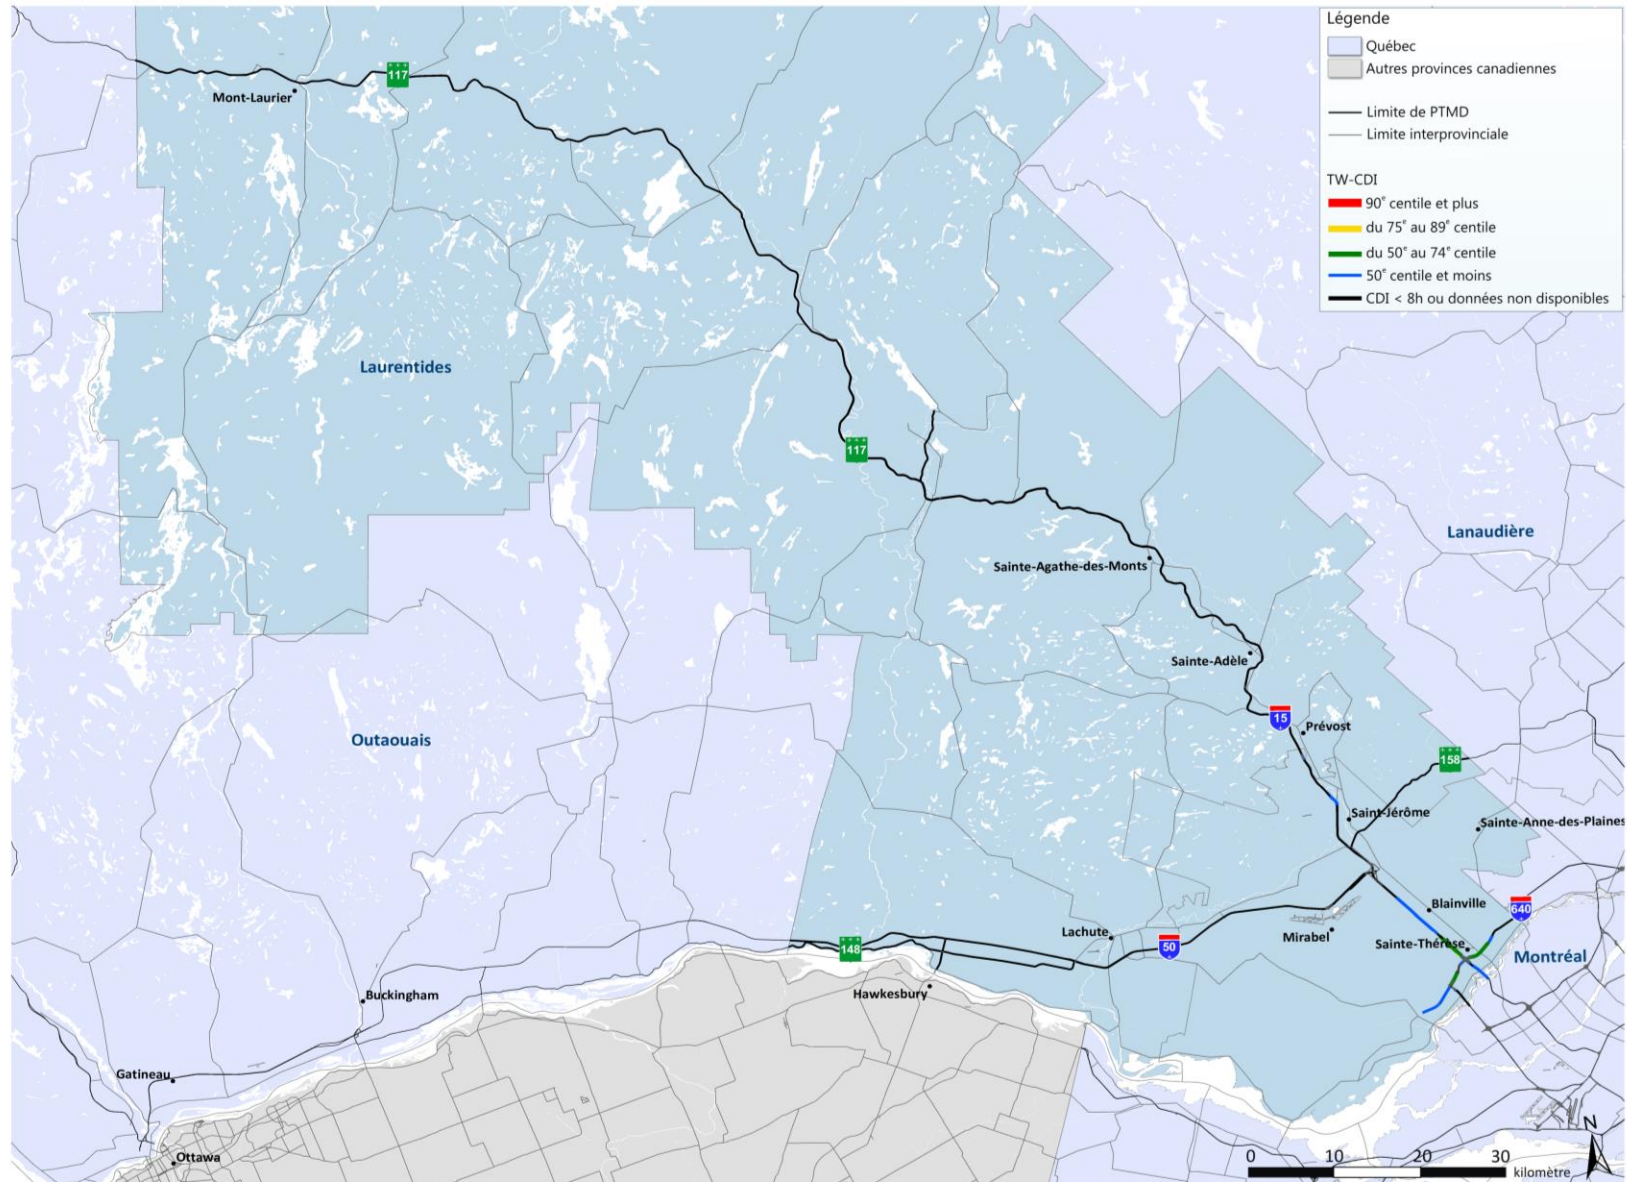 Légende
Québec
Autres provinces canadiennes
Limite de PTMD
Limite interprovinciale
TW-CDI
90e centile et plus
du 75e au 89e centile
du 50e au 74e centile
50e centile et moins
CDI < 8h ou données non disponibles
117
Mont-Laurier
Laurentides
117
Lanaudière
Sainte-Agathe-des-Monts
Sainte-Adèle
15
Prévost
Outaouais
158
Saint-Jérôme
Sainte-Anne-des-Plaines
Blainville
640
Lachute
Mirabel
Sainte-Thérèse
148
50
Montréal
Hawkesbury
Buckingham
Gatineau
Ottawa
N
0 10 20 30
kilomètre